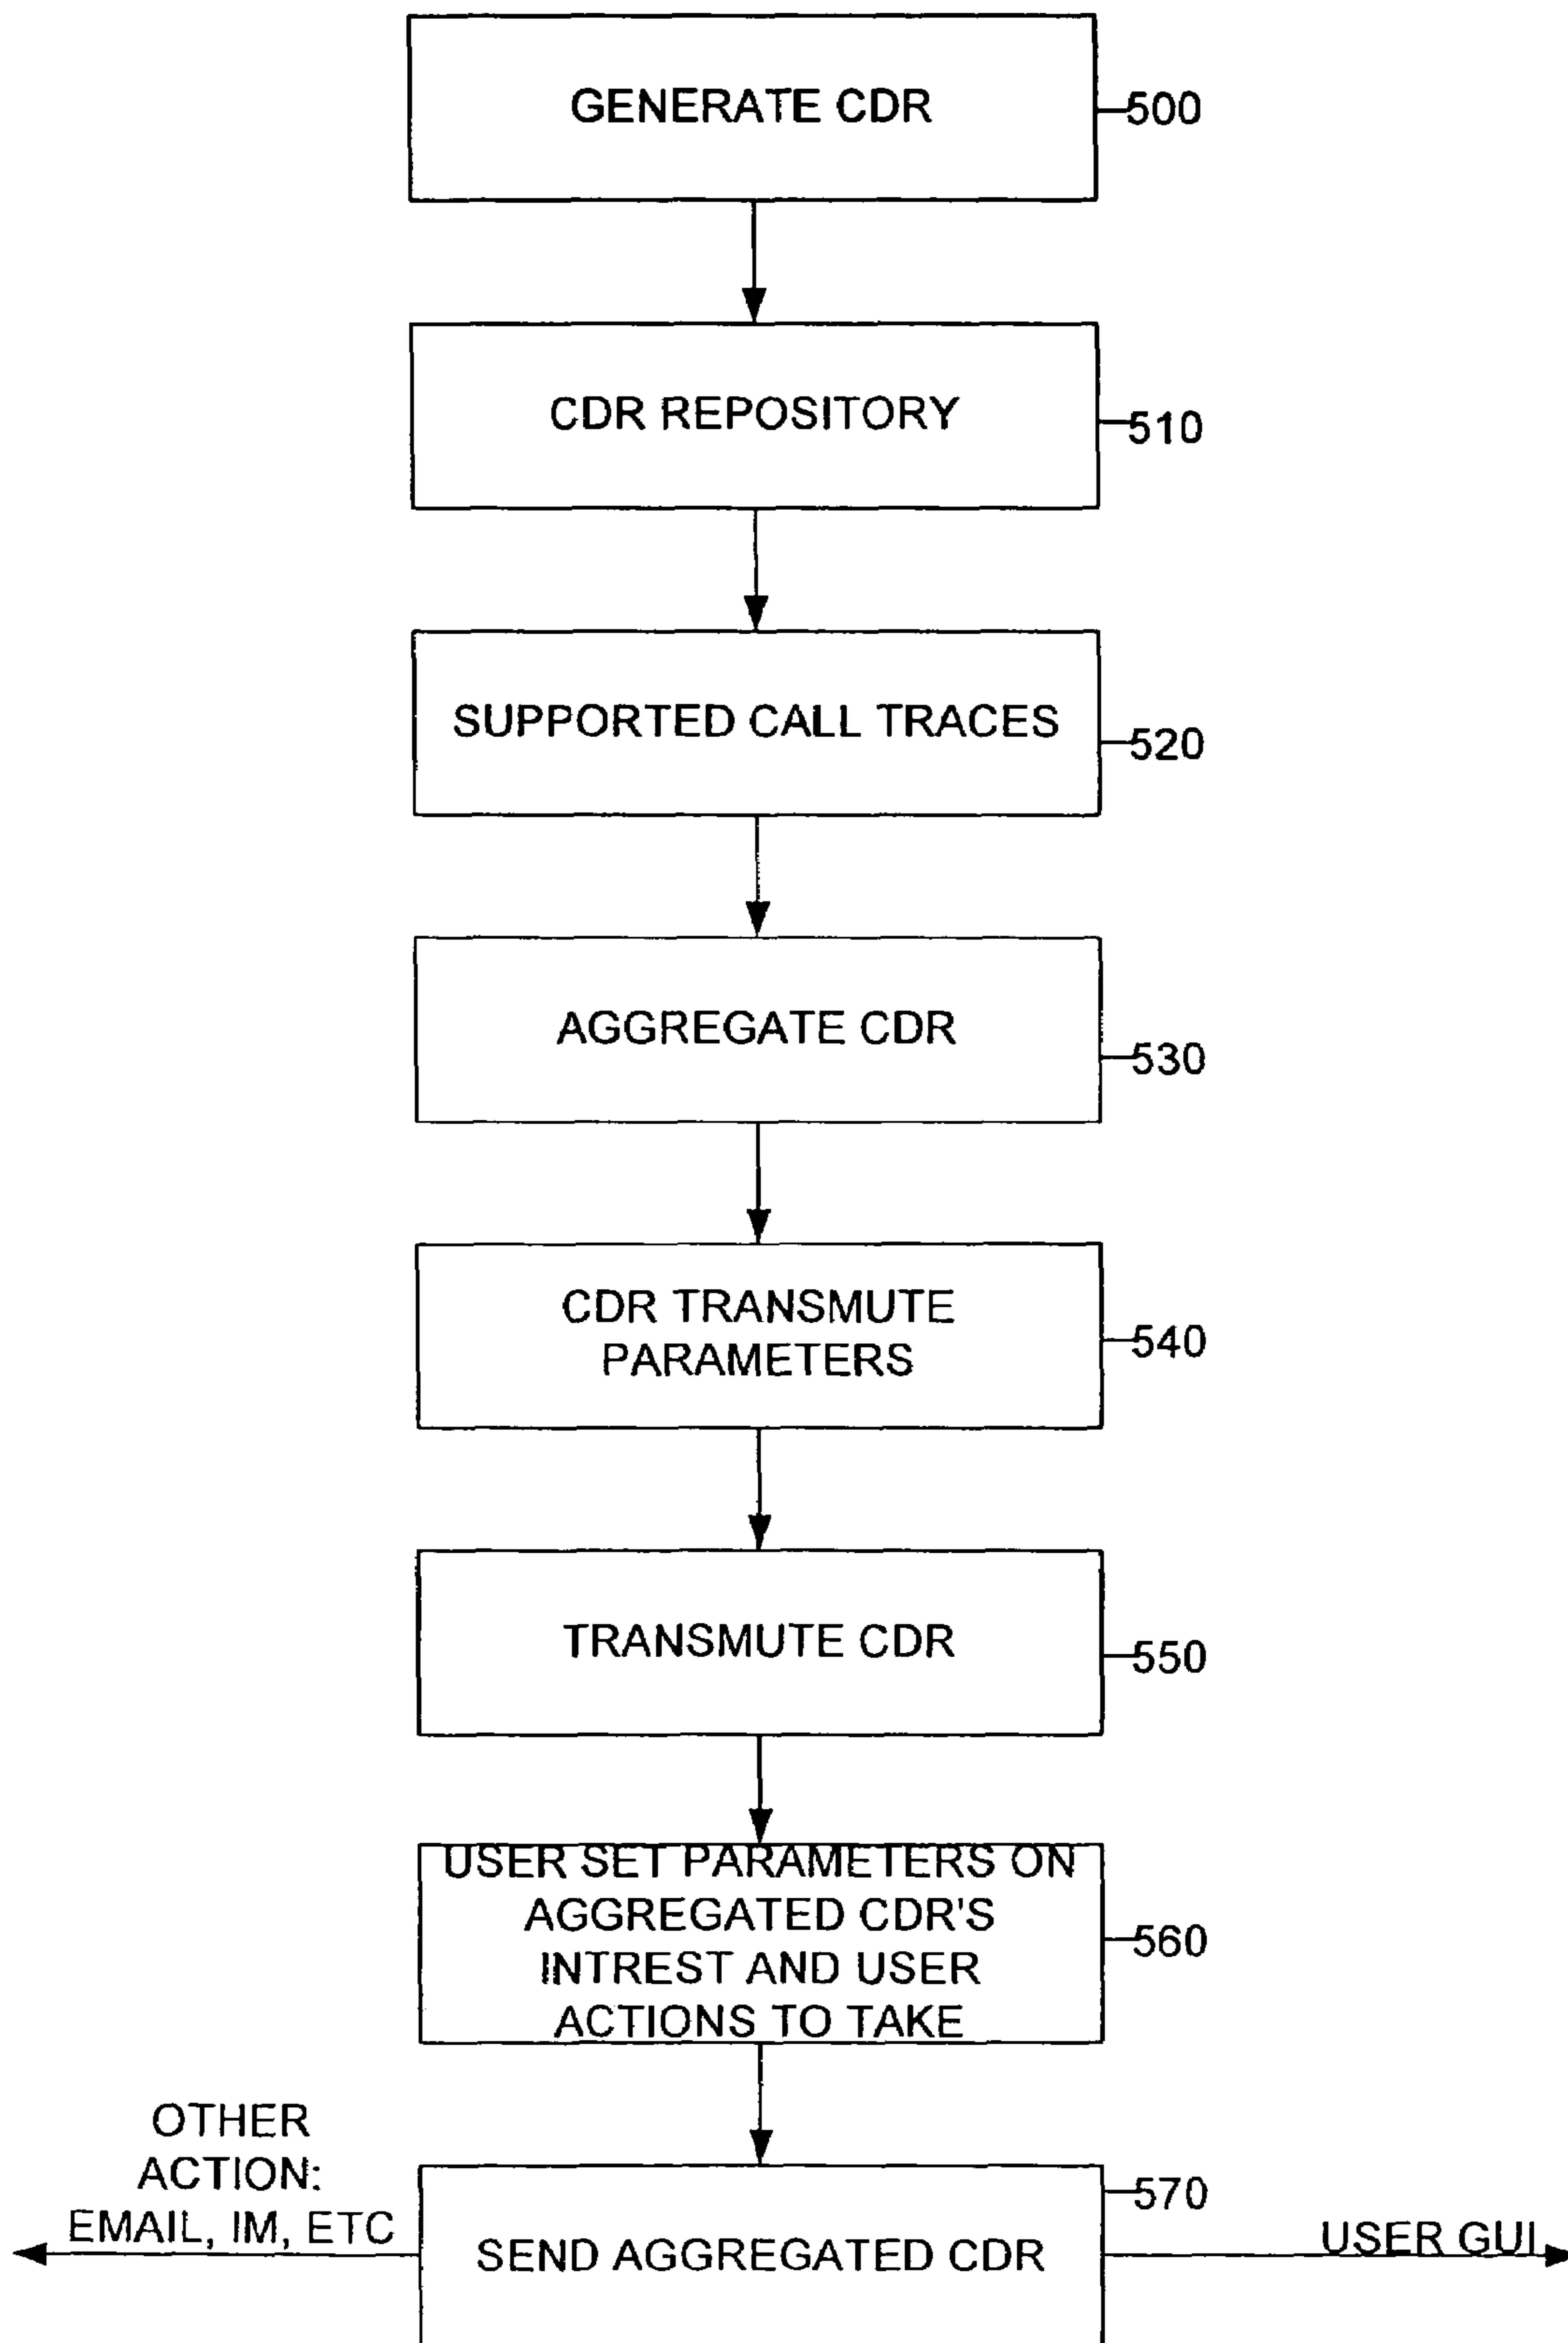 GENERATE CDR
500
CDR REPOSITORY
510
SUPPORTED CALL TRACES
520
AGGREGATE CDR
530
CDR TRANSMUTE
PARAMETERS
540
TRANSMUTE CDR
550
USER SET PARAMETERS ON
AGGREGATED CDR'S
INTREST AND USER
ACTIONS TO TAKE
560
OTHER
ACTION:
EMAIL, IM, ETC
570
SEND AGGREGATED CDR
USER GUI